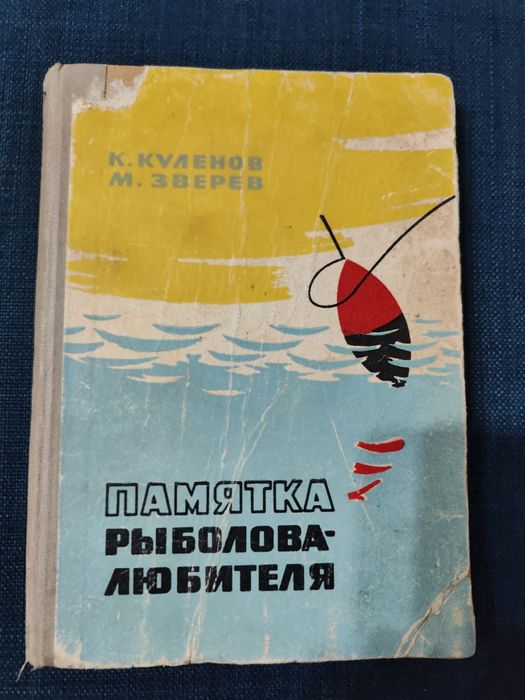 К. КУЛЕНОВ
М. ЗВЕРЕВ
ПАМЯТКА
РЫБОЛОВА-
ЛЮБИТЕЛЯ